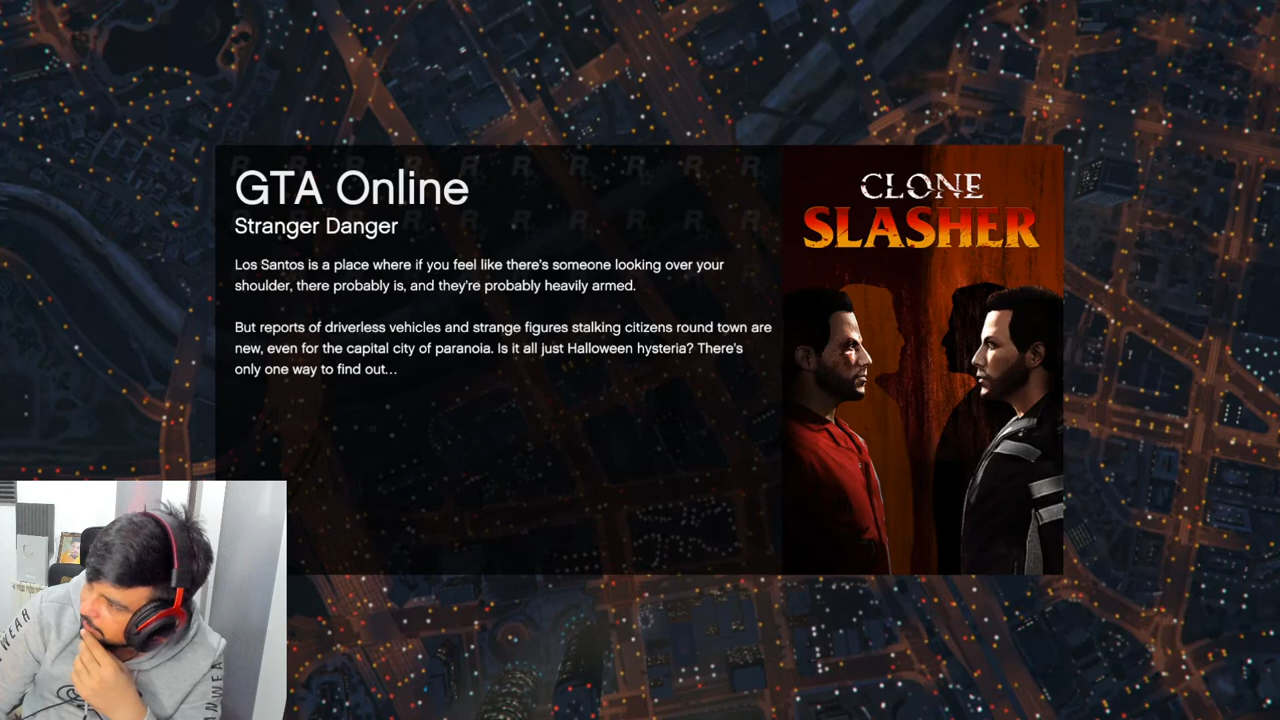 GTA Online
Stranger Danger
Los Santos is a place where if you feel like there's someone looking over your
shoulder, there probably is, and they're probably heavily armed.
But reports of driverless vehicles and strange figures stalking citizens round town are
new, even for the capital city of paranoia. Is it all just Halloween hysteria? There's
only one way to find out...
CLONE
SLASHER
WEAR